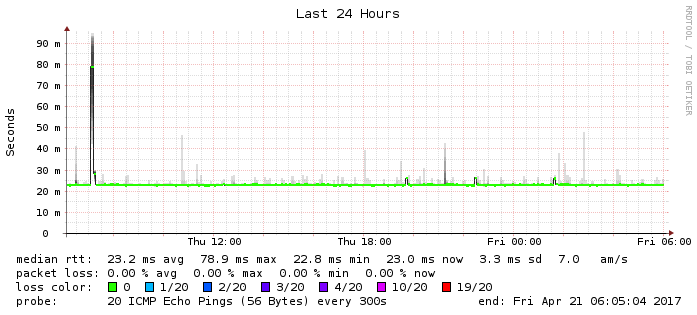 Last 24 Hours
RRDTOOL / TOBI OETIKER
Seconds
90 m
80 m
70 m
60 m
50 m
40 m
30 m
20 m
10 m
0
Thu 12:00 Thu 18:00 Fri 00:00 Fri 06:00
median rtt: 23.2 ms avg 78.9 ms max 22.8 ms min 23.0 ms now 3.3 ms sd 7.0 am/s
packet loss: 0.00 % avg 0.00 % max 0.00 % min 0.00 % now
loss color: 0 1/20 2/20 3/20 4/20 10/20 19/20
probe: 20 ICMP Echo Pings (56 Bytes) every 300s end: Fri Apr 21 06:05:04 2017